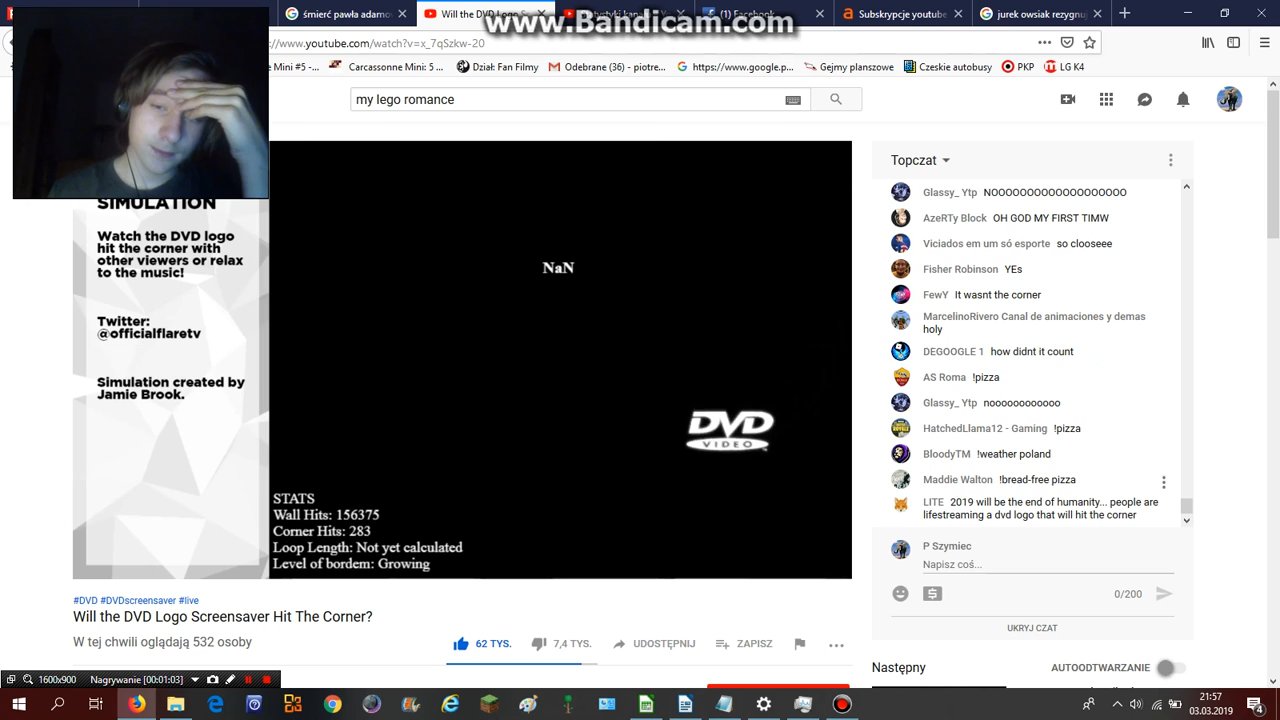 śmierć pawła adamow
Will the DVD Logo S
Subskrypcje youtube
jurek owsiak rezygnu
www.Bandicam.com
://www.youtube.com/watch?v=x_7qSzkw-20
e Mini #5 -...
Carcassonne Mini: 5 ...
Dział: Fan Filmy
Odebrane (36) - piotre...
https://www.google.p...
Gejmy planszowe
Czeskie autobusy
PKP
LG K4
my lego romance
SIMULATION
Watch the DVD logo
hit the corner with
other viewers or relax
to the music!
Twitter:
@officialflaretv
Simulation created by
Jamie Brook.
NaN
DVD
VIDEO
STATS
Wall Hits: 156375
Corner Hits: 283
Loop Length: Not yet calculated
Level of bordem: Growing
Topczat
Glassy_ Ytp NOOOOOOOOOOOOOOOOOOO
AzeRTy Block OH GOD MY FIRST TIMW
Viciados em um só esporte so clooseee
Fisher Robinson YEs
FewY It wasnt the corner
MarcelinoRivero Canal de animaciones y demas
holy
DEGOOGLE 1 how didnt it count
AS Roma !pizza
Glassy_ Ytp noooooooooooo
HatchedLlama12 - Gaming !pizza
BloodyTM !weather poland
Maddie Walton !bread-free pizza
LITE 2019 will be the end of humanity... people are
lifestreaming a dvd logo that will hit the corner
P Szymiec
Napisz coś...
0/200
UKRYJ CZAT
#DVD #DVDscreensaver #live
Will the DVD Logo Screensaver Hit The Corner?
W tej chwili oglądają 532 osoby
62 TYS.
7,4 TYS.
UDOSTĘPNIJ
ZAPISZ
Następny
AUTOODTWARZANIE
1600x900
Nagrywanie [00:01:03]
21:57
03.03.2019